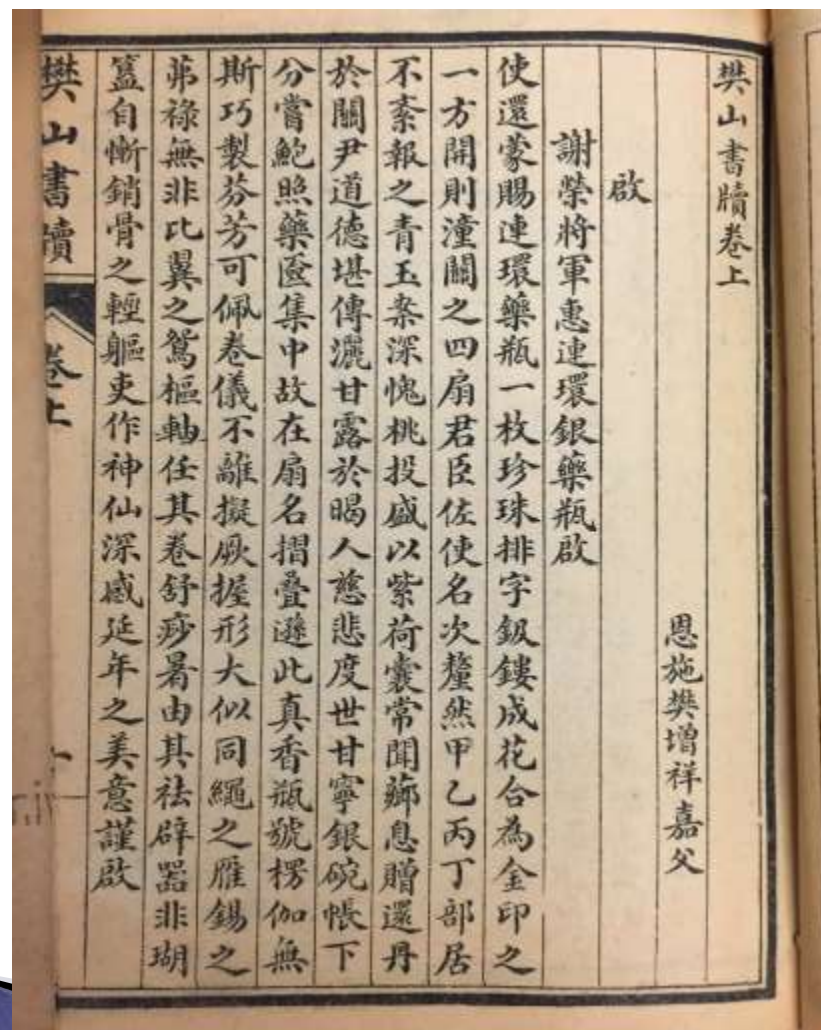 樊山書牘卷上
恩施樊增祥嘉父
啟
謝榮將軍惠連環銀藥瓶啟
使還蒙賜連環藥瓶一枚珍珠排字釵鏤成花合為金印之
一方開則潼關之四扇君臣佐使名次釐然甲乙丙丁部居
不紊報之青玉案深愧桃投盛以紫荷囊常聞薌息贈還丹
於關尹道德堪傳灑甘露於暍人慈悲度世甘寧銀碗帳下
分嘗鮑照藥奩集中故在扇名摺疊遜此真香瓶號楞伽無
斯巧製芬芳可佩卷儀不離擬厥握形大似同繩之雁錫之
茀祿無非比翼之鴛樞軸任其卷舒痧暑由其祛辟器非瑚
簋自慚銷骨之輕軀吏作神仙深感延年之美意謹啟
樊山書牘
卷上